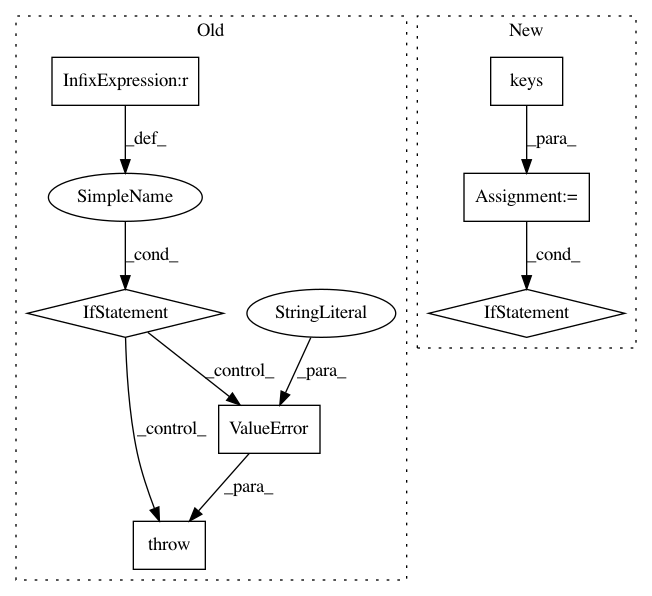 Old
New
InfixExpression:r
keys
_def_
_para_
SimpleName
Assignment:=
_cond_
_cond_
IfStatement
StringLiteral
IfStatement
_control_
_para_
_control_
ValueError
_para_
throw